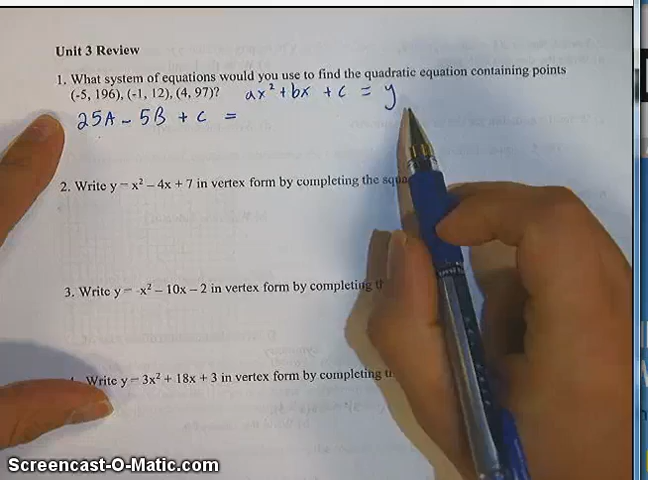 Unit 3 Review
1. What system of equations would you use to find the quadratic equation containing points
(-5, 196), (-1, 12), (4, 97)? ax² + bx + c = y
25A - 5B + C =
2. Write y = x² – 4x + 7 in vertex form by completing the
3. Write y = -x² – 10x – 2 in vertex form by completing
Write y = 3x² + 18x + 3 in vertex form by completing
Screencast-O-Matic.com